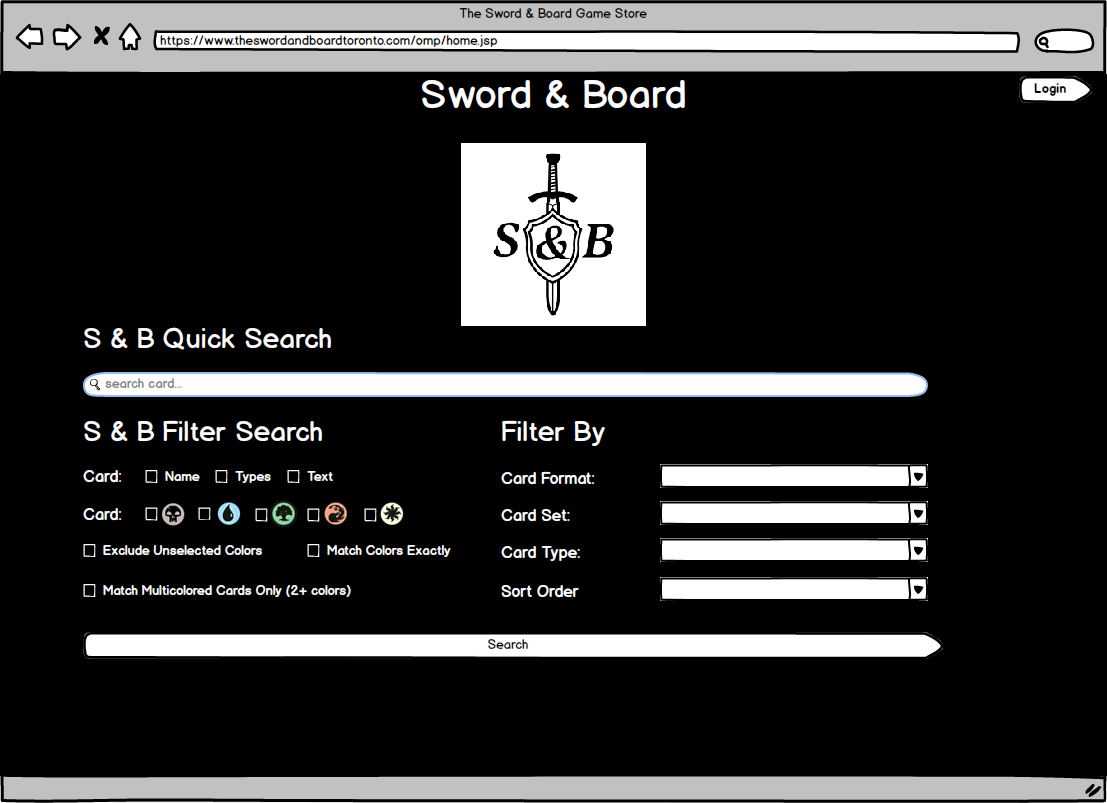 The Sword & Board Game Store
https://www.theswordandboardtoronto.com/omp/home.jsp
Sword & Board
Login
S & B
S & B Quick Search
search card...
S & B Filter Search
Filter By
Card: Name Types Text
Card Format:
Card:
Card Set:
Exclude Unselected Colors Match Colors Exactly
Card Type:
Match Multicolored Cards Only (2+ colors)
Sort Order
Search